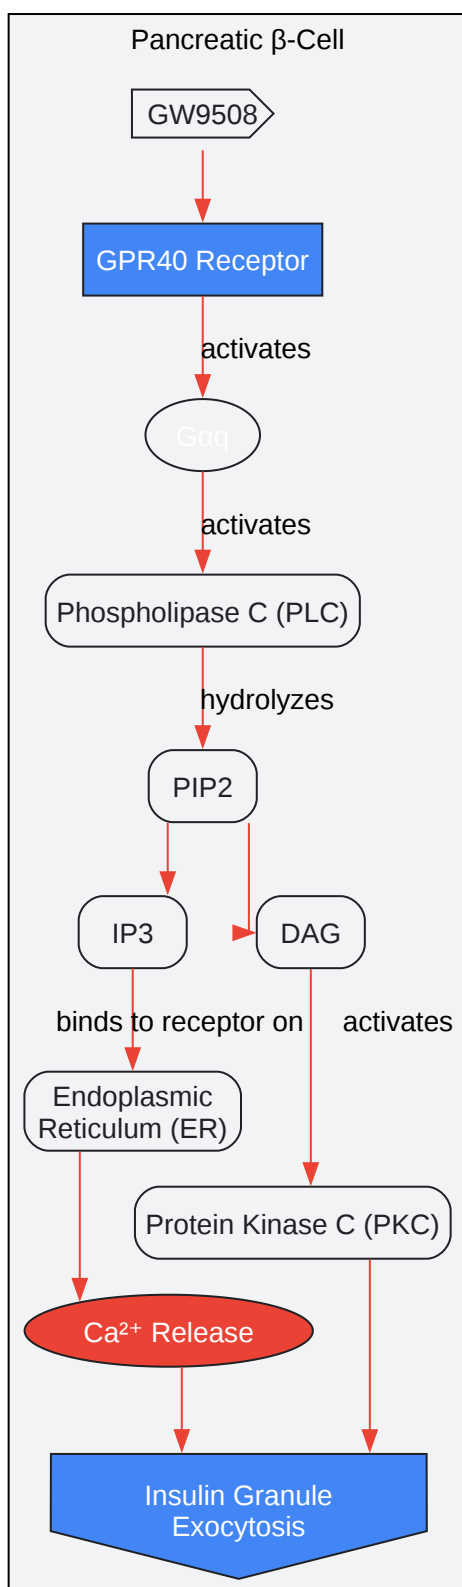 Pancreatic β-Cell
GW9508
GPR40 Receptor
activates
Gαq
activates
Phospholipase C (PLC)
hydrolyzes
PIP2
IP3
DAG
binds to receptor on
activates
Endoplasmic
Reticulum (ER)
Protein Kinase C (PKC)
Ca²⁺ Release
Insulin Granule
Exocytosis